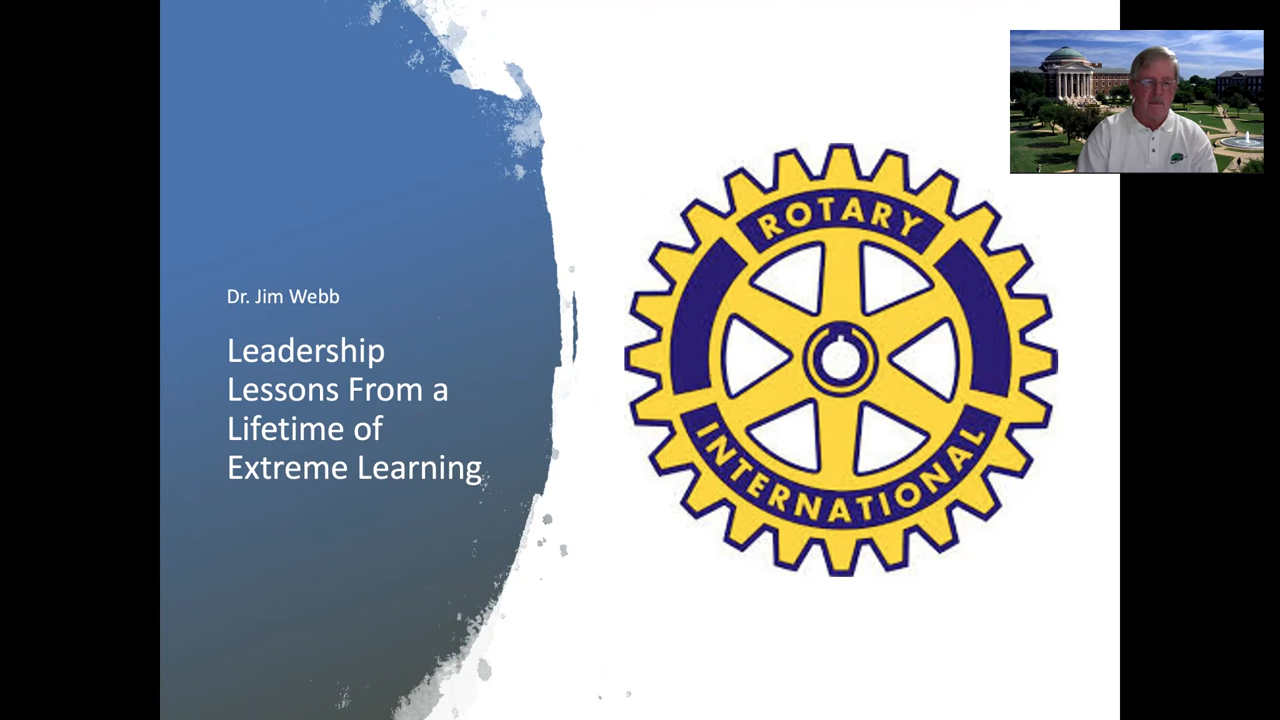 Dr. Jim Webb
Leadership
Lessons From a
Lifetime of
Extreme Learning
ROTARY
INTERNATIONAL